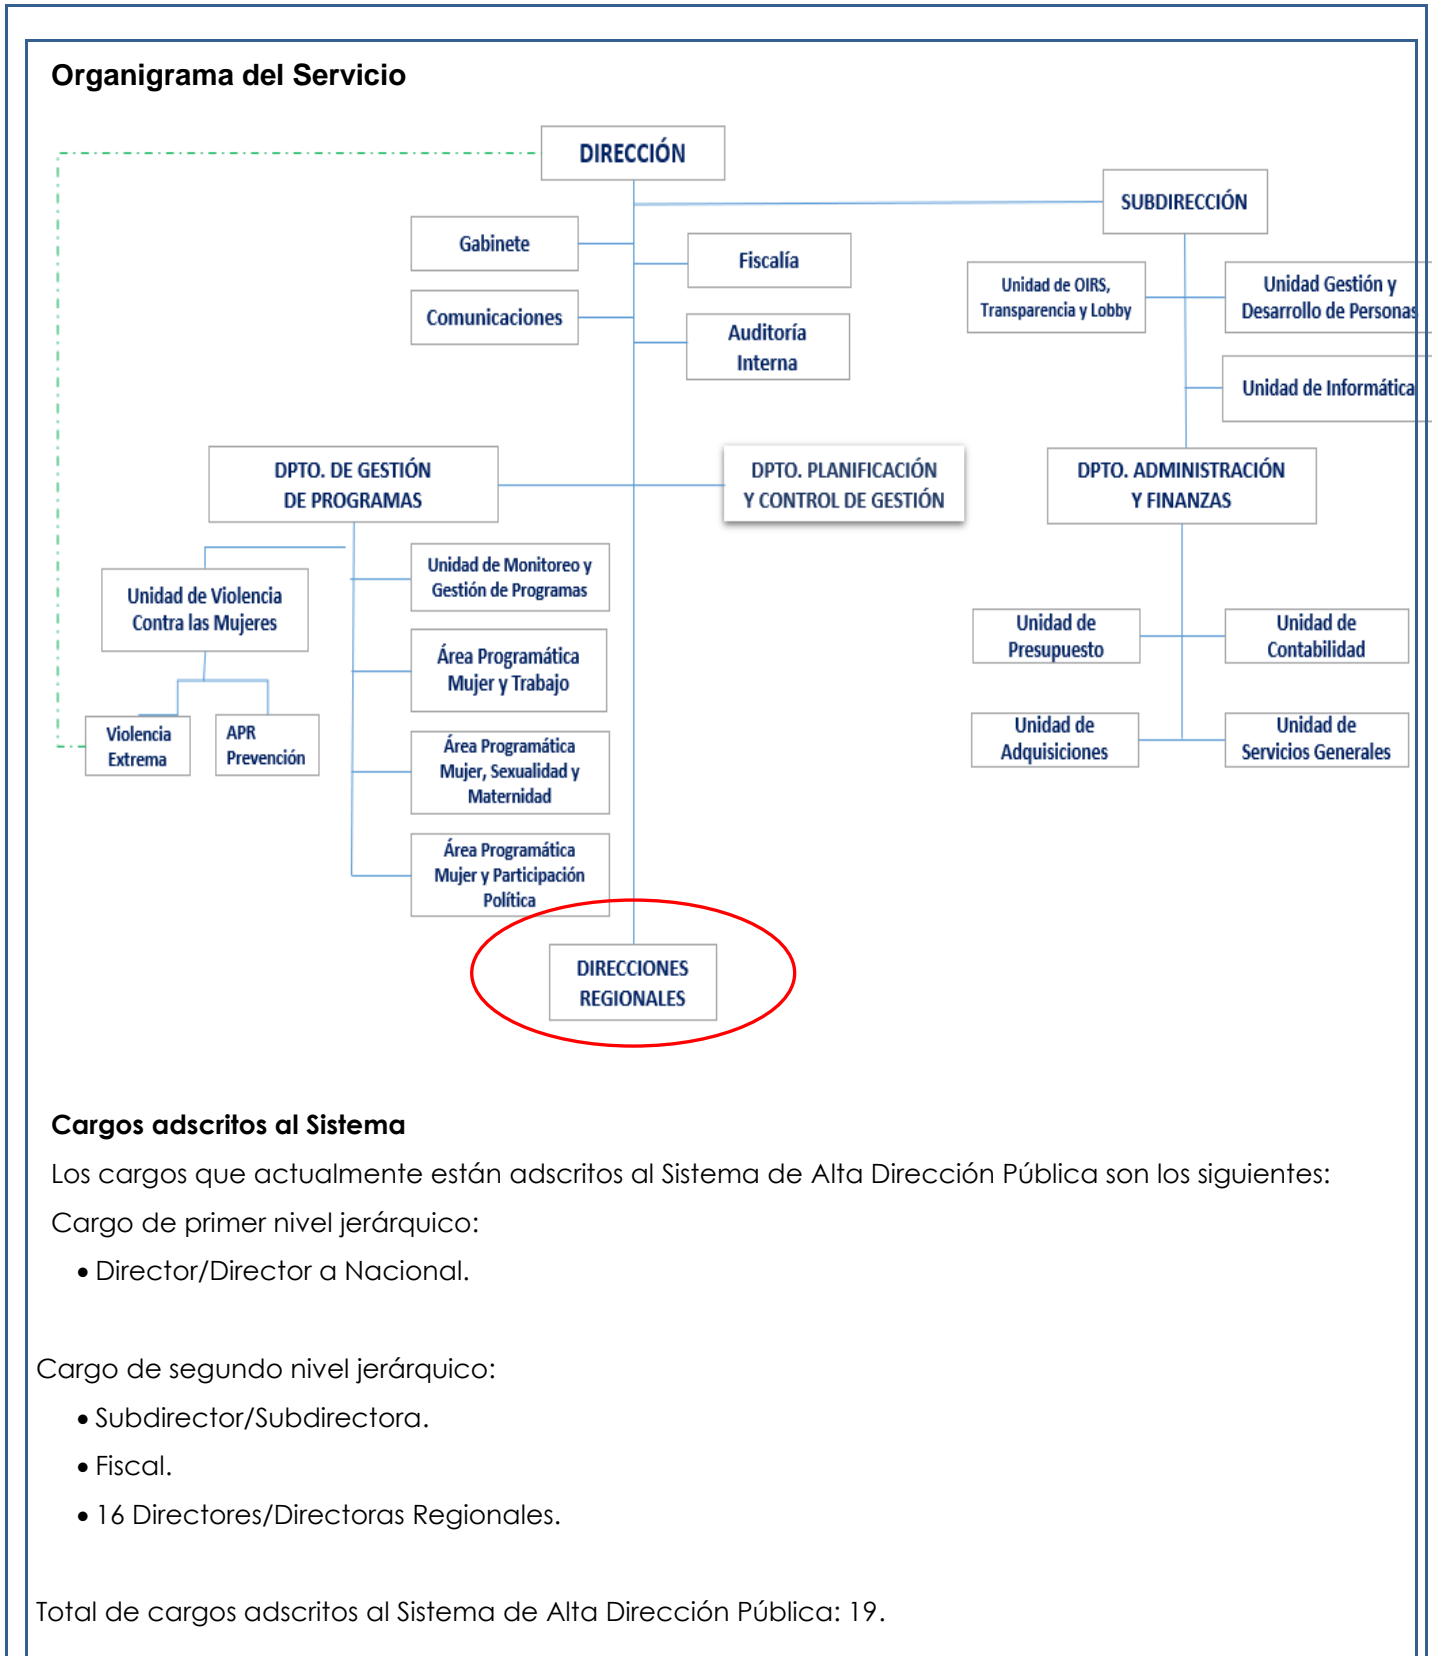 Organigrama del Servicio
DIRECCIÓN
SUBDIRECCIÓN
Gabinete
Fiscalía
Comunicaciones
Auditoría
Interna
Unidad de OIRS,
Transparencia y Lobby
Unidad Gestión y
Desarrollo de Personas
Unidad de Informática
DPTO. DE GESTIÓN
DE PROGRAMAS
DPTO. PLANIFICACIÓN
Y CONTROL DE GESTIÓN
DPTO. ADMINISTRACIÓN
Y FINANZAS
Unidad de Violencia
Contra las Mujeres
Unidad de Monitoreo y
Gestión de Programas
Área Programática
Mujer y Trabajo
Unidad de
Presupuesto
Unidad de
Contabilidad
Violencia
Extrema
APR
Prevención
Área Programática
Mujer, Sexualidad y
Maternidad
Unidad de
Adquisiciones
Unidad de
Servicios Generales
Área Programática
Mujer y Participación
Política
DIRECCIONES
REGIONALES
Cargos adscritos al Sistema
Los cargos que actualmente están adscritos al Sistema de Alta Dirección Pública son los siguientes:
Cargo de primer nivel jerárquico:
• Director/Director a Nacional.
Cargo de segundo nivel jerárquico:
• Subdirector/Subdirectora.
• Fiscal.
• 16 Directores/Directoras Regionales.
Total de cargos adscritos al Sistema de Alta Dirección Pública: 19.